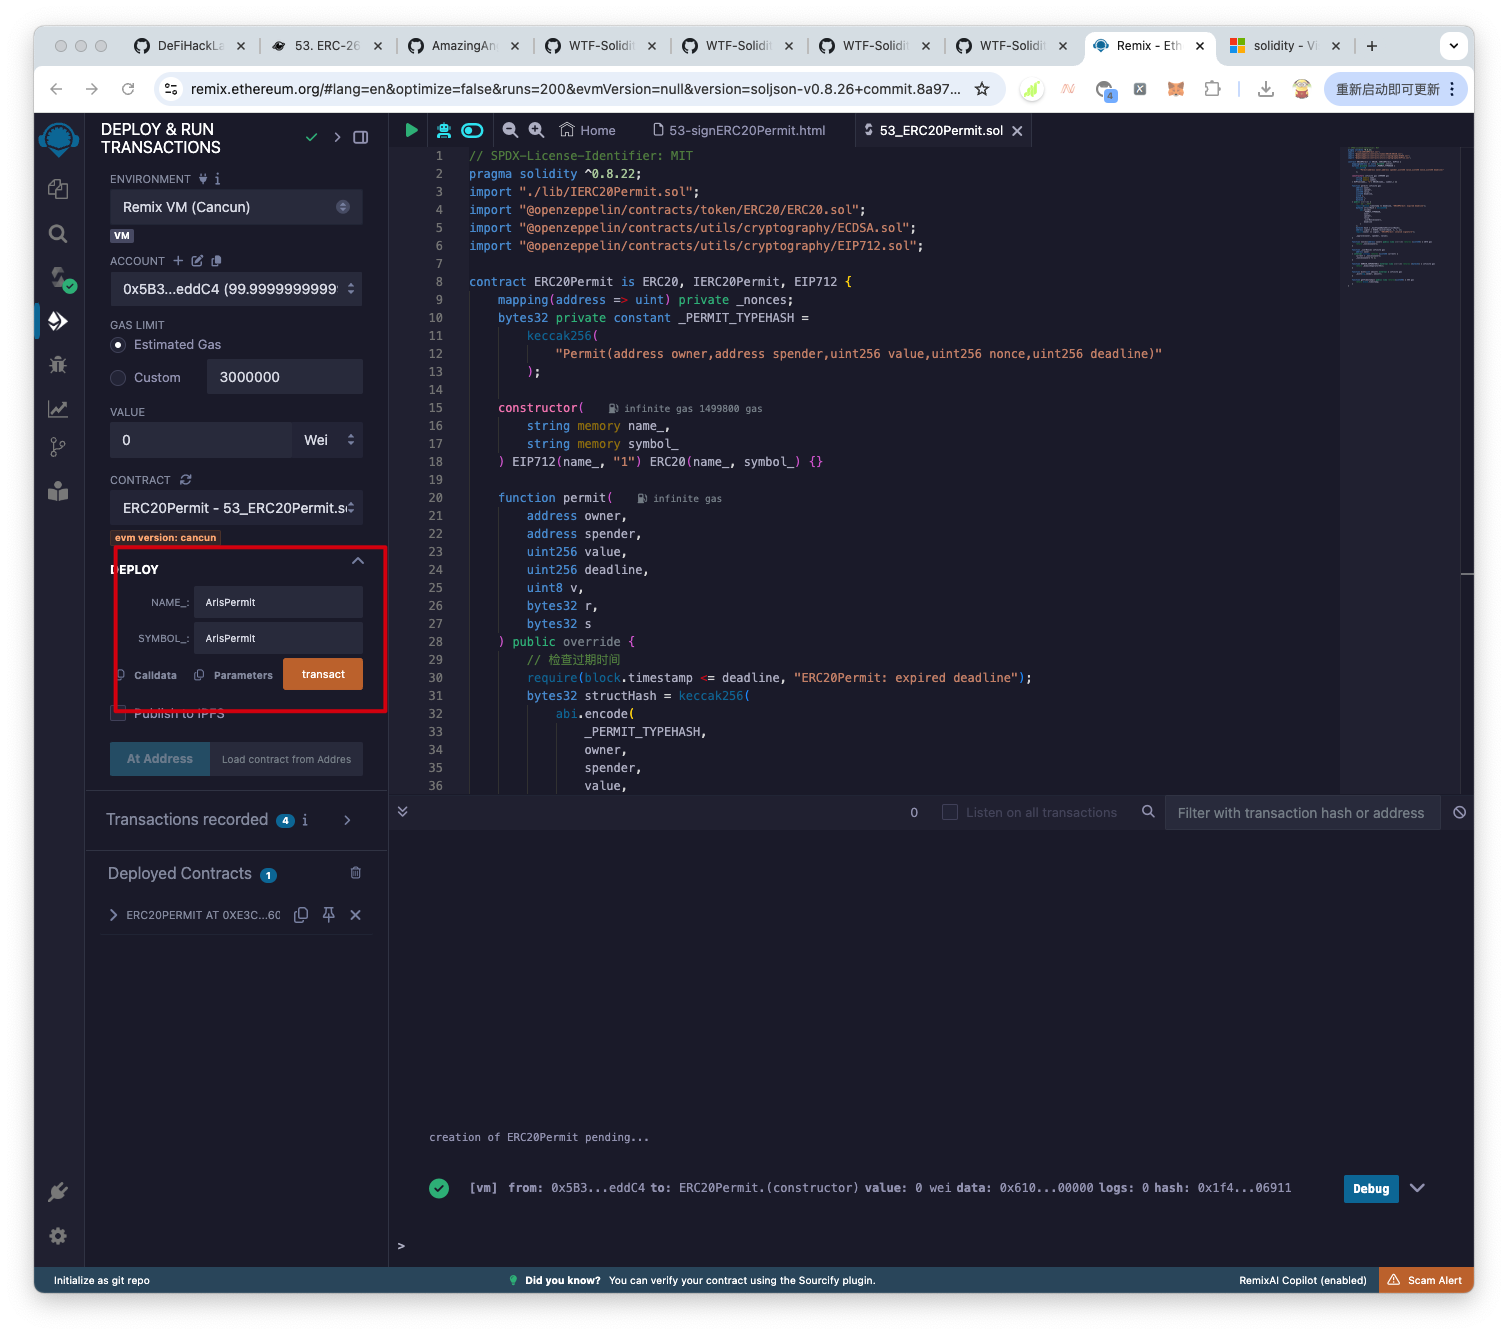 DeFiHackLa
53. ERC-26
AmazingAn
WTF-Solidit
WTF-Solidit
WTF-Solidit
WTF-Solidit
Remix - Eth
solidity - Vi
remix.ethereum.org/#lang=en&optimize=false&runs=200&evmVersion=null&version=soljson-v0.8.26+commit.8a97...
4
重新启动即可更新
DEPLOY & RUN
TRANSACTIONS
ENVIRONMENT
Remix VM (Cancun)
VM
ACCOUNT
0x5B3...eddC4 (99.9999999999
GAS LIMIT
Estimated Gas
Custom
3000000
VALUE
0
Wei
CONTRACT
ERC20Permit - 53_ERC20Permit.s
evm version: cancun
DEPLOY
NAME_:
ArisPermit
SYMBOL_:
ArisPermit
Calldata
Parameters
transact
Publish to IPFS
At Address
Load contract from Addres
Transactions recorded
4
Deployed Contracts
1
ERC20PERMIT AT 0XE3C...60
Home
53-signERC20Permit.html
53_ERC20Permit.sol
1 // SPDX-License-Identifier: MIT
2 pragma solidity ^0.8.22;
3 import "./lib/IERC20Permit.sol";
4 import "@openzeppelin/contracts/token/ERC20/ERC20.sol";
5 import "@openzeppelin/contracts/utils/cryptography/ECDSA.sol";
6 import "@openzeppelin/contracts/utils/cryptography/EIP712.sol";
7
8 contract ERC20Permit is ERC20, IERC20Permit, EIP712 {
9 mapping(address => uint) private _nonces;
10 bytes32 private constant _PERMIT_TYPEHASH =
11 keccak256(
12 "Permit(address owner,address spender,uint256 value,uint256 nonce,uint256 deadline)"
13 );
14
15 constructor( infinite gas 1499800 gas
16 string memory name_,
17 string memory symbol_
18 ) EIP712(name_, "1") ERC20(name_, symbol_) {}
19
20 function permit( infinite gas
21 address owner,
22 address spender,
23 uint256 value,
24 uint256 deadline,
25 uint8 v,
26 bytes32 r,
27 bytes32 s
28 ) public override {
29 // 检查过期时间
30 require(block.timestamp <= deadline, "ERC20Permit: expired deadline");
31 bytes32 structHash = keccak256(
32 abi.encode(
33 _PERMIT_TYPEHASH,
34 owner,
35 spender,
36 value,
0
Listen on all transactions
Filter with transaction hash or address
creation of ERC20Permit pending...
[vm] from: 0x5B3...eddC4 to: ERC20Permit.(constructor) value: 0 wei data: 0x610...00000 logs: 0 hash: 0x1f4...06911
Debug
>
Initialize as git repo
Did you know? You can verify your contract using the Sourcify plugin.
RemixAI Copilot (enabled)
Scam Alert